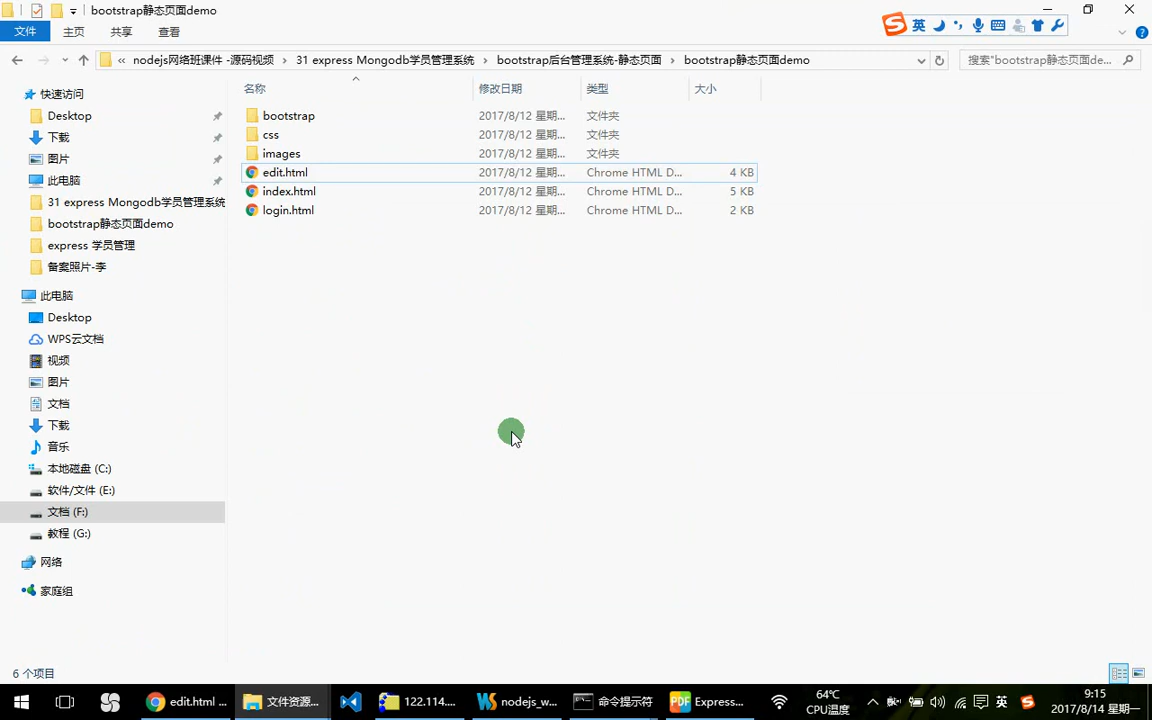 bootstrap静态页面demo
文件 主页 共享 查看
英
« nodejs网络班课件 -源码视频 › 31 express Mongodb学员管理系统 › bootstrap后台管理系统-静态页面 › bootstrap静态页面demo
搜索"bootstrap静态页面de...
名称 修改日期 类型 大小
快速访问
Desktop
下载
图片
此电脑
31 express Mongodb学员管理系统
bootstrap静态页面demo
express 学员管理
备案照片-李
此电脑
Desktop
WPS云文档
视频
图片
文档
下载
音乐
本地磁盘 (C:)
软件/文件 (E:)
文档 (F:)
教程 (G:)
网络
家庭组
bootstrap 2017/8/12 星期... 文件夹
css 2017/8/12 星期... 文件夹
images 2017/8/12 星期... 文件夹
edit.html 2017/8/12 星期... Chrome HTML D... 4 KB
index.html 2017/8/12 星期... Chrome HTML D... 5 KB
login.html 2017/8/12 星期... Chrome HTML D... 2 KB
6 个项目
edit.html ... 文件资源... 122.114.... nodejs_w... 命令提示符 Express...
64℃
CPU温度
英
9:15
2017/8/14 星期一